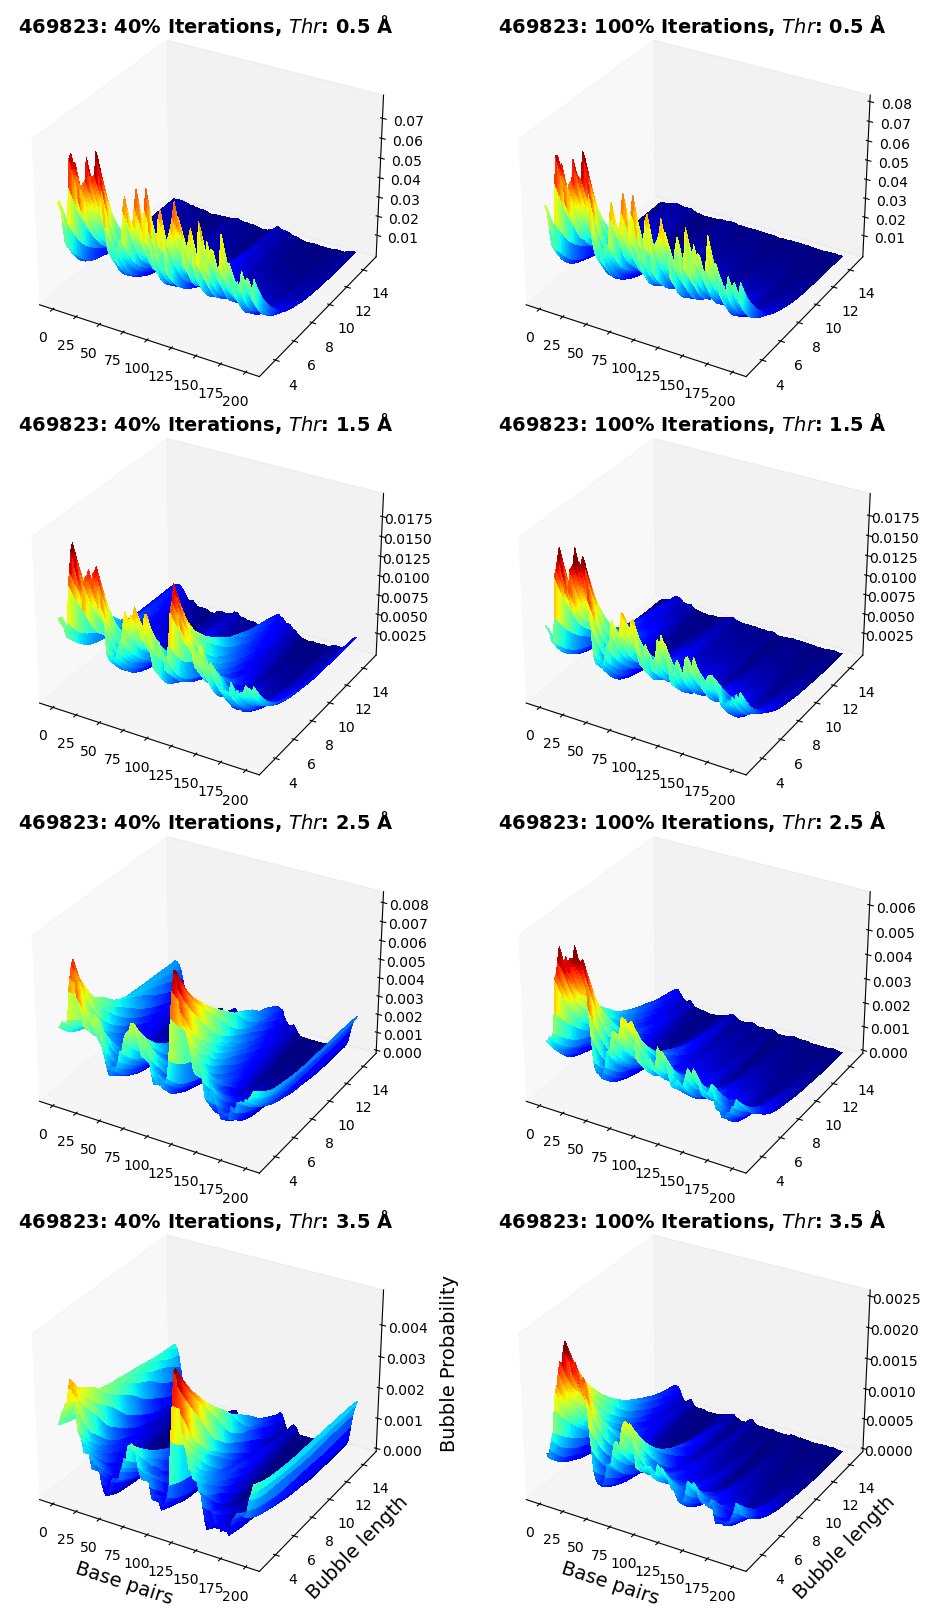 469823: 40% Iterations, Thr: 0.5 Å
0.07
0.06
0.05
0.04
0.03
0.02
0.01
0 25 50 75 100 125 150 175 200
4 6 8 10 12 14
469823: 100% Iterations, Thr: 0.5 Å
0.08
0.07
0.06
0.05
0.04
0.03
0.02
0.01
0 25 50 75 100 125 150 175 200
4 6 8 10 12 14
469823: 40% Iterations, Thr: 1.5 Å
0.0175
0.0150
0.0125
0.0100
0.0075
0.0050
0.0025
0 25 50 75 100 125 150 175 200
4 6 8 10 12 14
469823: 100% Iterations, Thr: 1.5 Å
0.0175
0.0150
0.0125
0.0100
0.0075
0.0050
0.0025
0 25 50 75 100 125 150 175 200
4 6 8 10 12 14
469823: 40% Iterations, Thr: 2.5 Å
0.008
0.007
0.006
0.005
0.004
0.003
0.002
0.001
0.000
0 25 50 75 100 125 150 175 200
4 6 8 10 12 14
469823: 100% Iterations, Thr: 2.5 Å
0.006
0.005
0.004
0.003
0.002
0.001
0.000
0 25 50 75 100 125 150 175 200
4 6 8 10 12 14
469823: 40% Iterations, Thr: 3.5 Å
0.004
0.003
0.002
0.001
0.000
Bubble Probability
0 25 50 75 100 125 150 175 200
Base pairs
4 6 8 10 12 14
Bubble length
469823: 100% Iterations, Thr: 3.5 Å
0.0025
0.0020
0.0015
0.0010
0.0005
0.0000
0 25 50 75 100 125 150 175 200
Base pairs
4 6 8 10 12 14
Bubble length